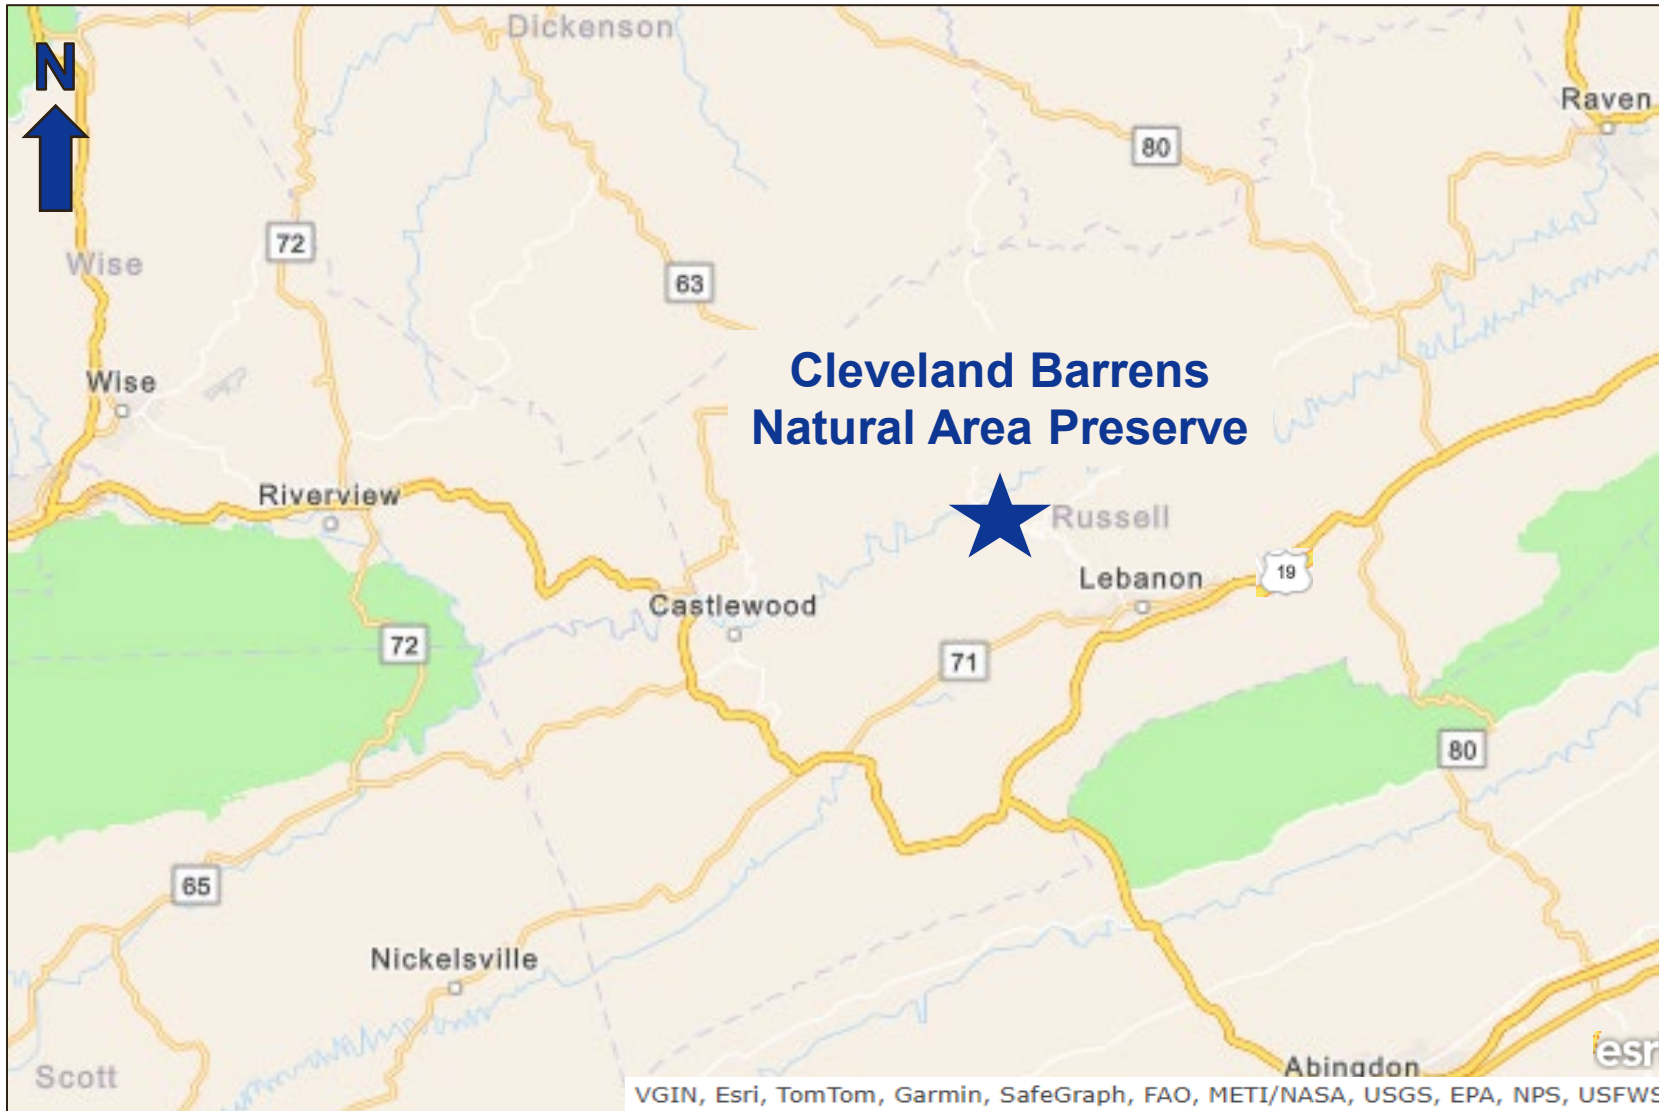 Dickenson
N
Raven
80
72
Wise
63
Cleveland Barrens
Natural Area Preserve
Wise
Riverview
Russell
19
Lebanon
Castlewood
72
71
80
65
Nickelsville
esri
Abingdon
Scott
VGIN, Esri, TomTom, Garmin, SafeGraph, FAO, METI/NASA, USGS, EPA, NPS, USFWS